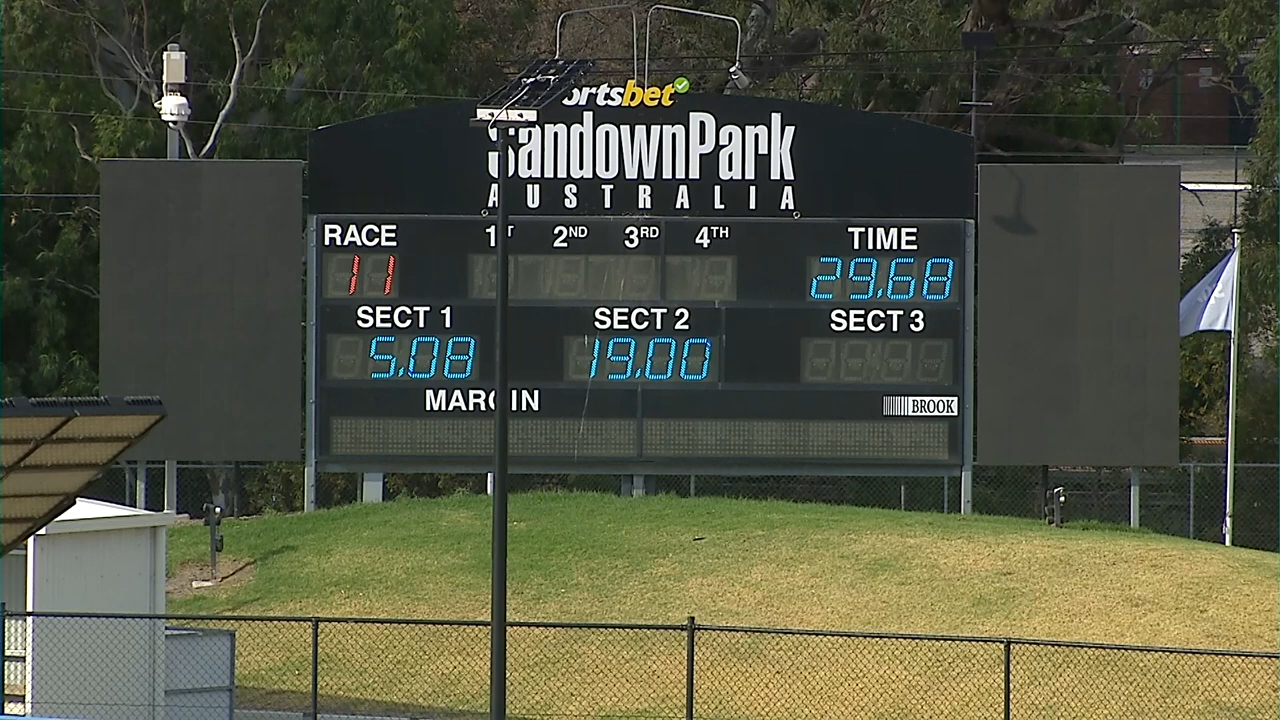 ortsbet
SandownPark
AUSTRALIA
RACE 1ST 2ND 3RD 4TH TIME
11 29.68
SECT 1 SECT 2 SECT 3
5.08 19.00
MARGIN
BROOK